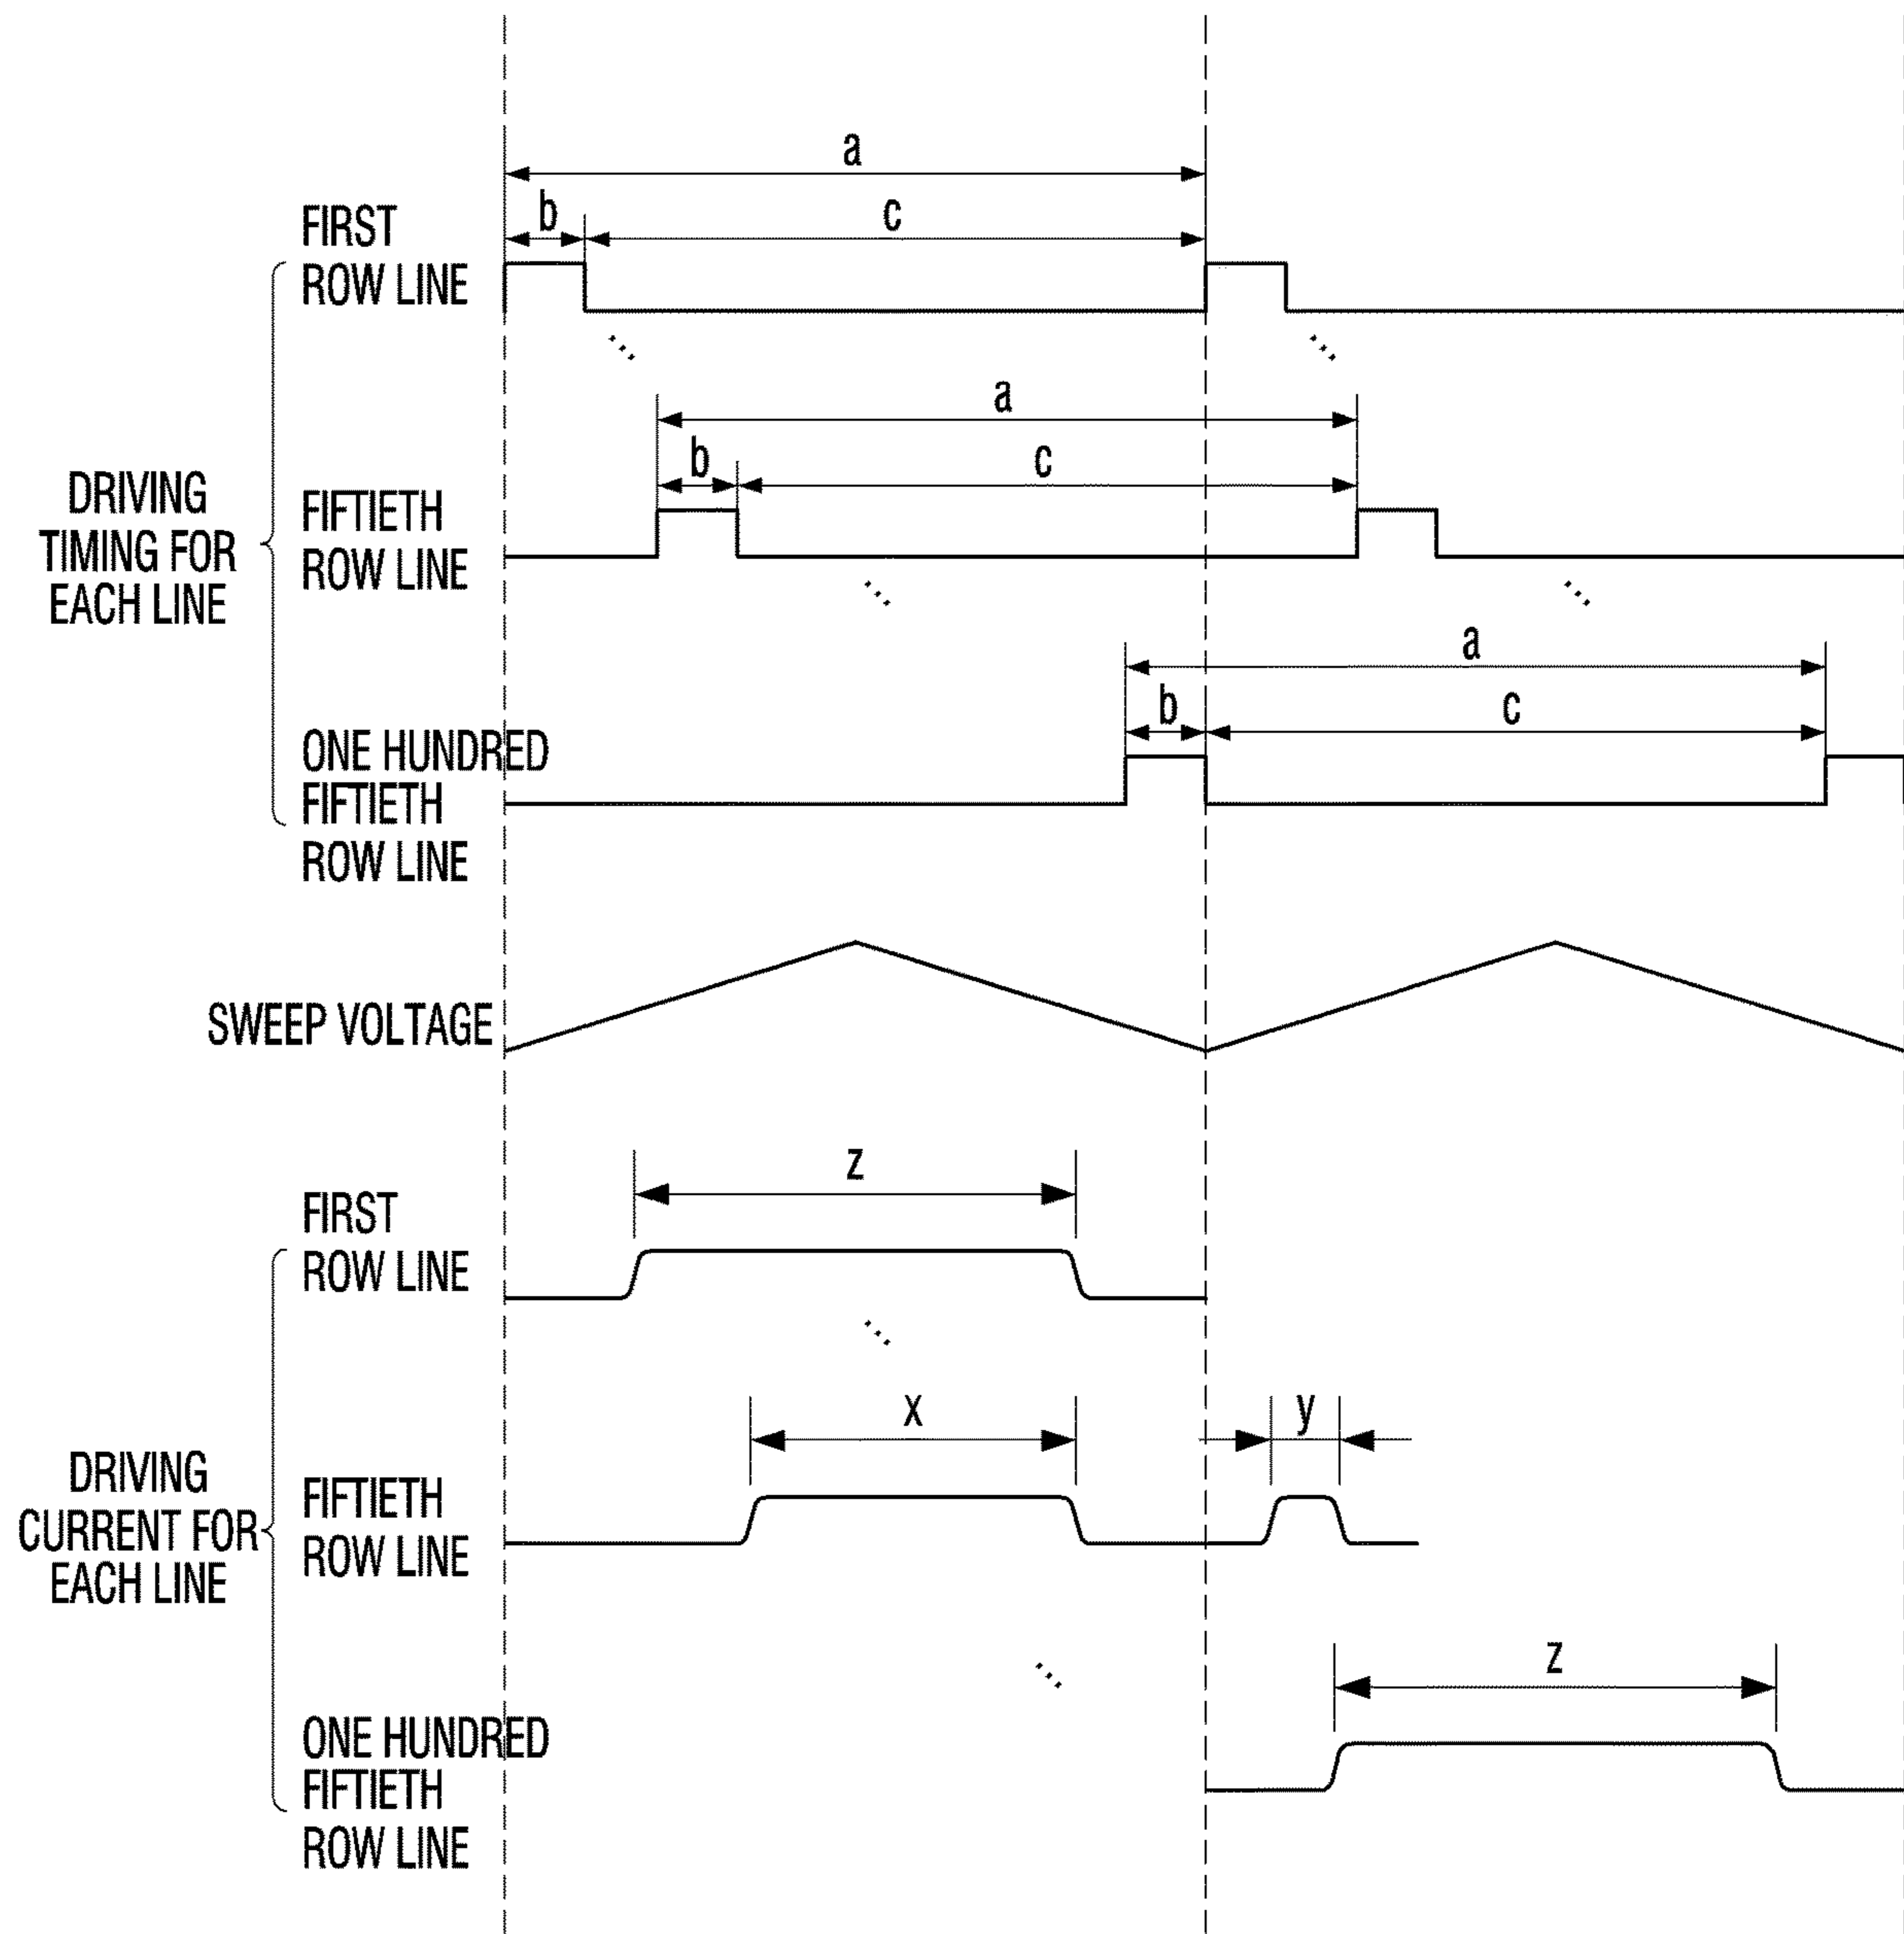 a
b
c
FIRST
ROW LINE
a
b
c
DRIVING
TIMING FOR
EACH LINE
FIFTIETH
ROW LINE
a
b
c
ONE HUNDRED
FIFTIETH
ROW LINE
SWEEP VOLTAGE
z
FIRST
ROW LINE
x
y
DRIVING
CURRENT FOR
EACH LINE
FIFTIETH
ROW LINE
z
ONE HUNDRED
FIFTIETH
ROW LINE